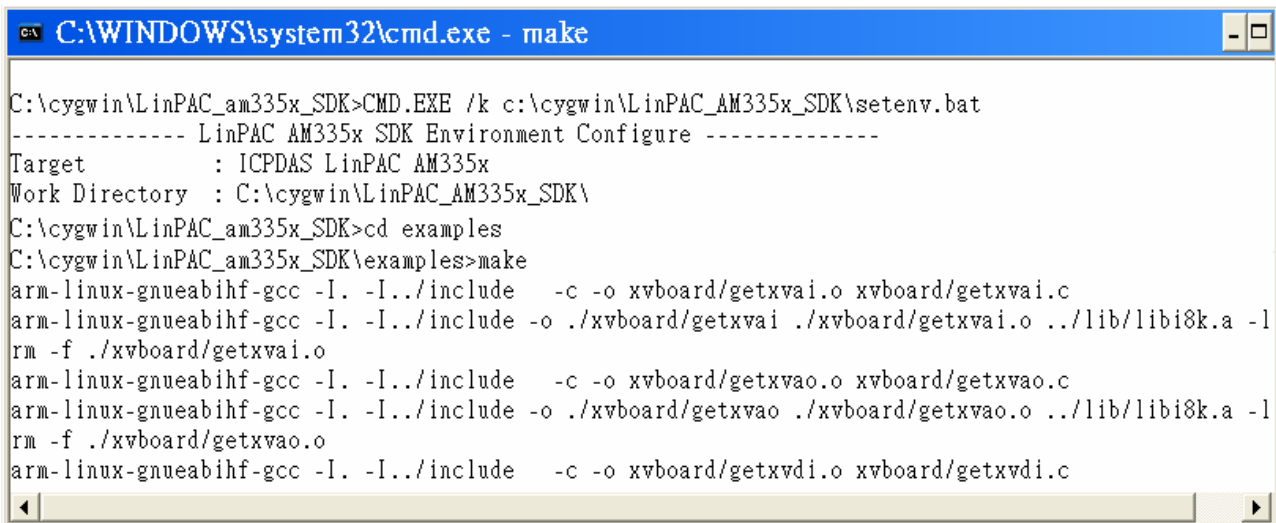 C:\WINDOWS\system32\cmd.exe - make
C:\cygwin\LinPAC_am335x_SDK>CMD.EXE /k c:\cygwin\LinPAC_AM335x_SDK\setenv.bat
-------------- LinPAC AM335x SDK Environment Configure --------------
Target          : ICPDAS LinPAC AM335x
Work Directory  : C:\cygwin\LinPAC_AM335x_SDK\
C:\cygwin\LinPAC_am335x_SDK>cd examples
C:\cygwin\LinPAC_am335x_SDK\examples>make
arm-linux-gnueabihf-gcc -I. -I../include   -c -o xvboard/getxvai.o xvboard/getxvai.c
arm-linux-gnueabihf-gcc -I. -I../include -o ./xvboard/getxvai ./xvboard/getxvai.o ../lib/libi8k.a -l
rm -f ./xvboard/getxvai.o
arm-linux-gnueabihf-gcc -I. -I../include   -c -o xvboard/getxvao.o xvboard/getxvao.c
arm-linux-gnueabihf-gcc -I. -I../include -o ./xvboard/getxvao ./xvboard/getxvao.o ../lib/libi8k.a -l
rm -f ./xvboard/getxvao.o
arm-linux-gnueabihf-gcc -I. -I../include   -c -o xvboard/getxvdi.o xvboard/getxvdi.c